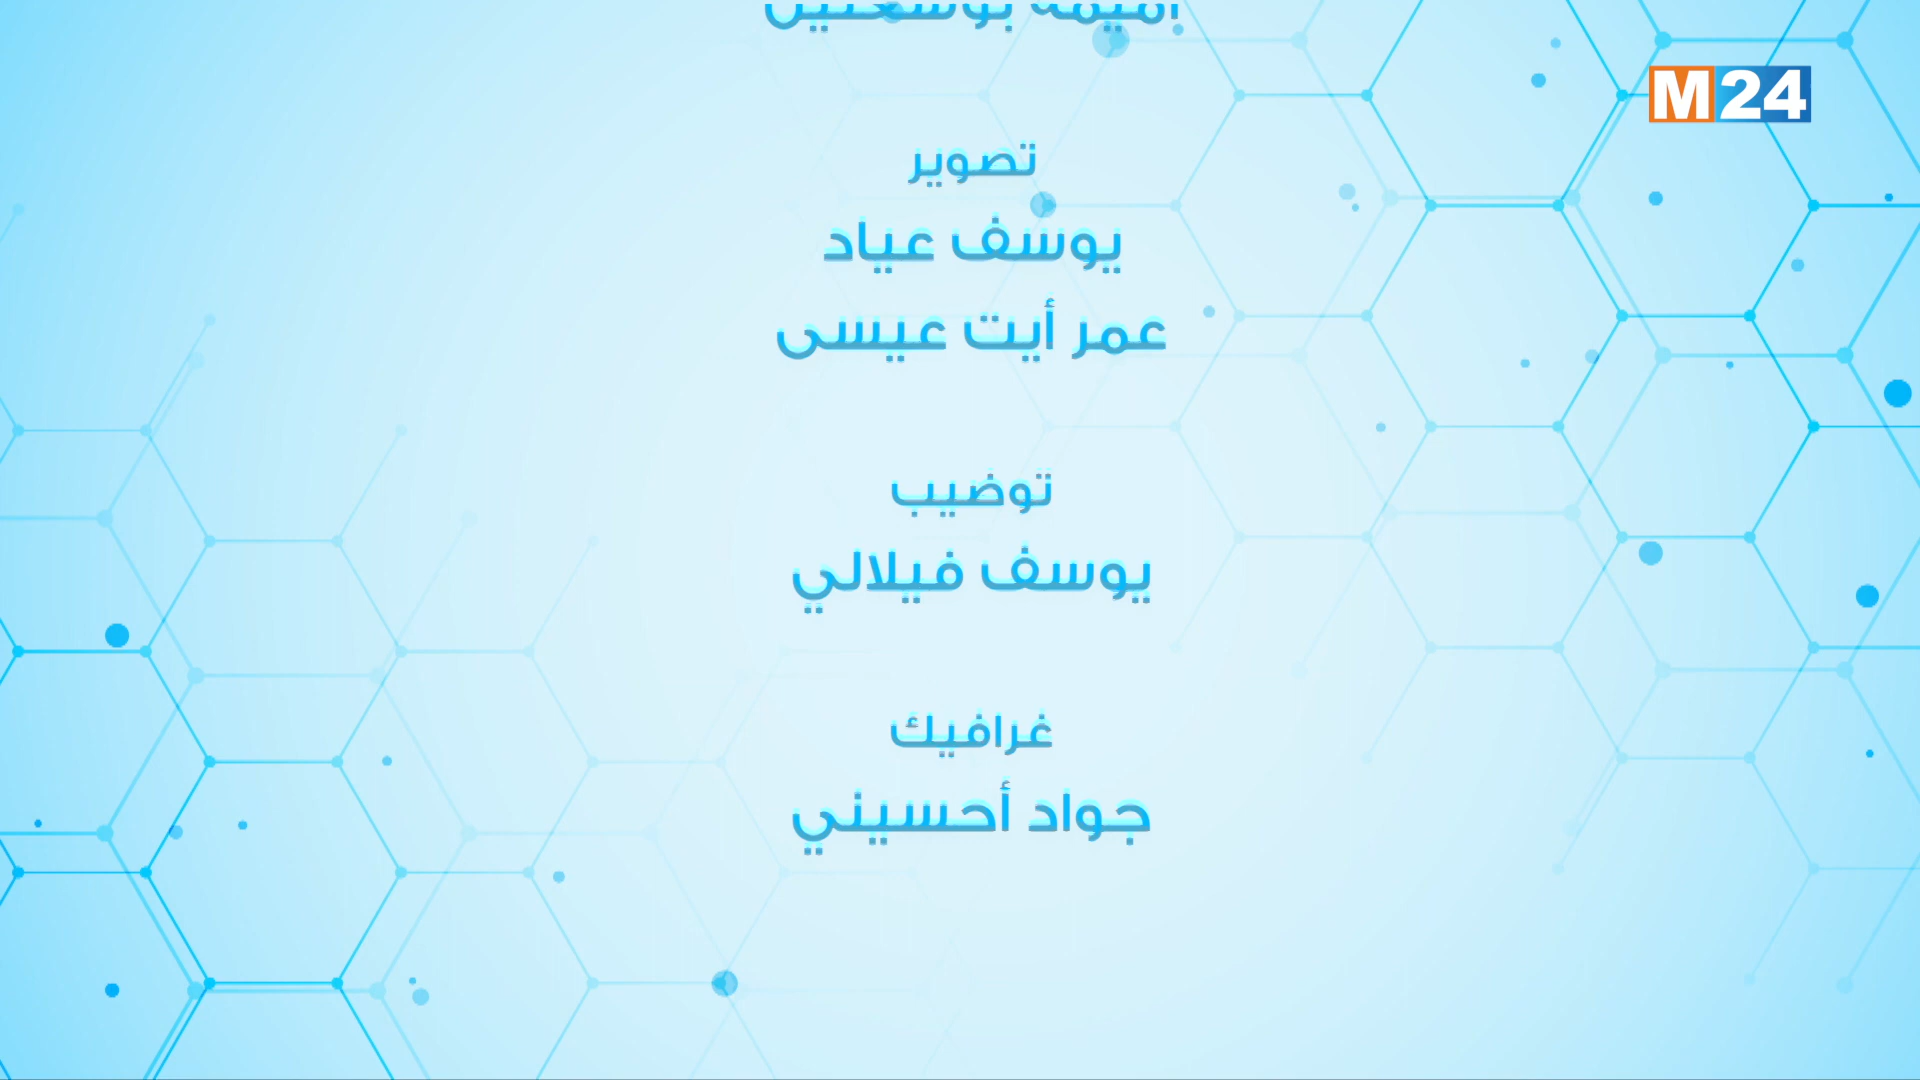 M24
تصوير
يوسف عياد
عمر أيت عيسى
توضيب
يوسف فيلالي
غرافيك
جواد أحسيني